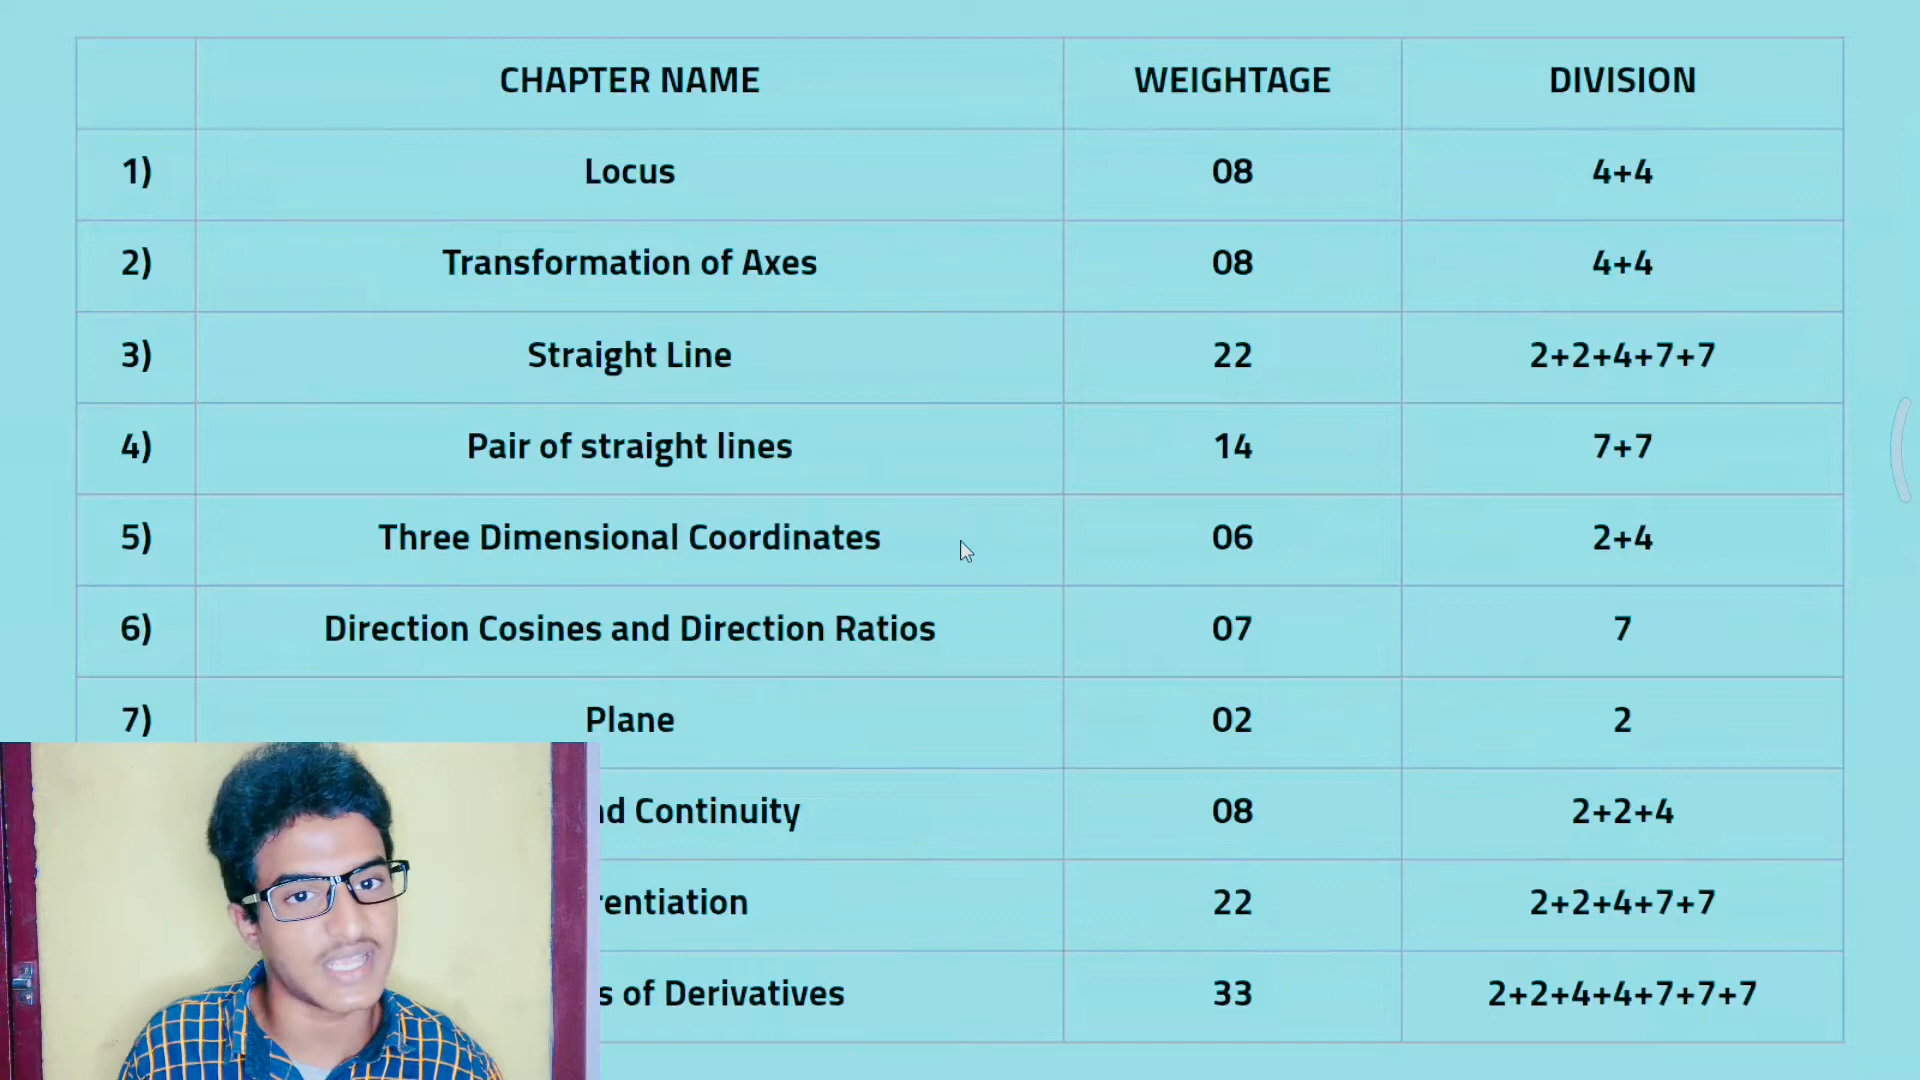 CHAPTER NAME WEIGHTAGE DIVISION
1) Locus 08 4+4
2) Transformation of Axes 08 4+4
3) Straight Line 22 2+2+4+7+7
4) Pair of straight lines 14 7+7
5) Three Dimensional Coordinates 06 2+4
6) Direction Cosines and Direction Ratios 07 7
7) Plane 02 2
Continuity 08 2+2+4
22 2+2+4+7+7
of Derivatives 33 2+2+4+4+7+7+7